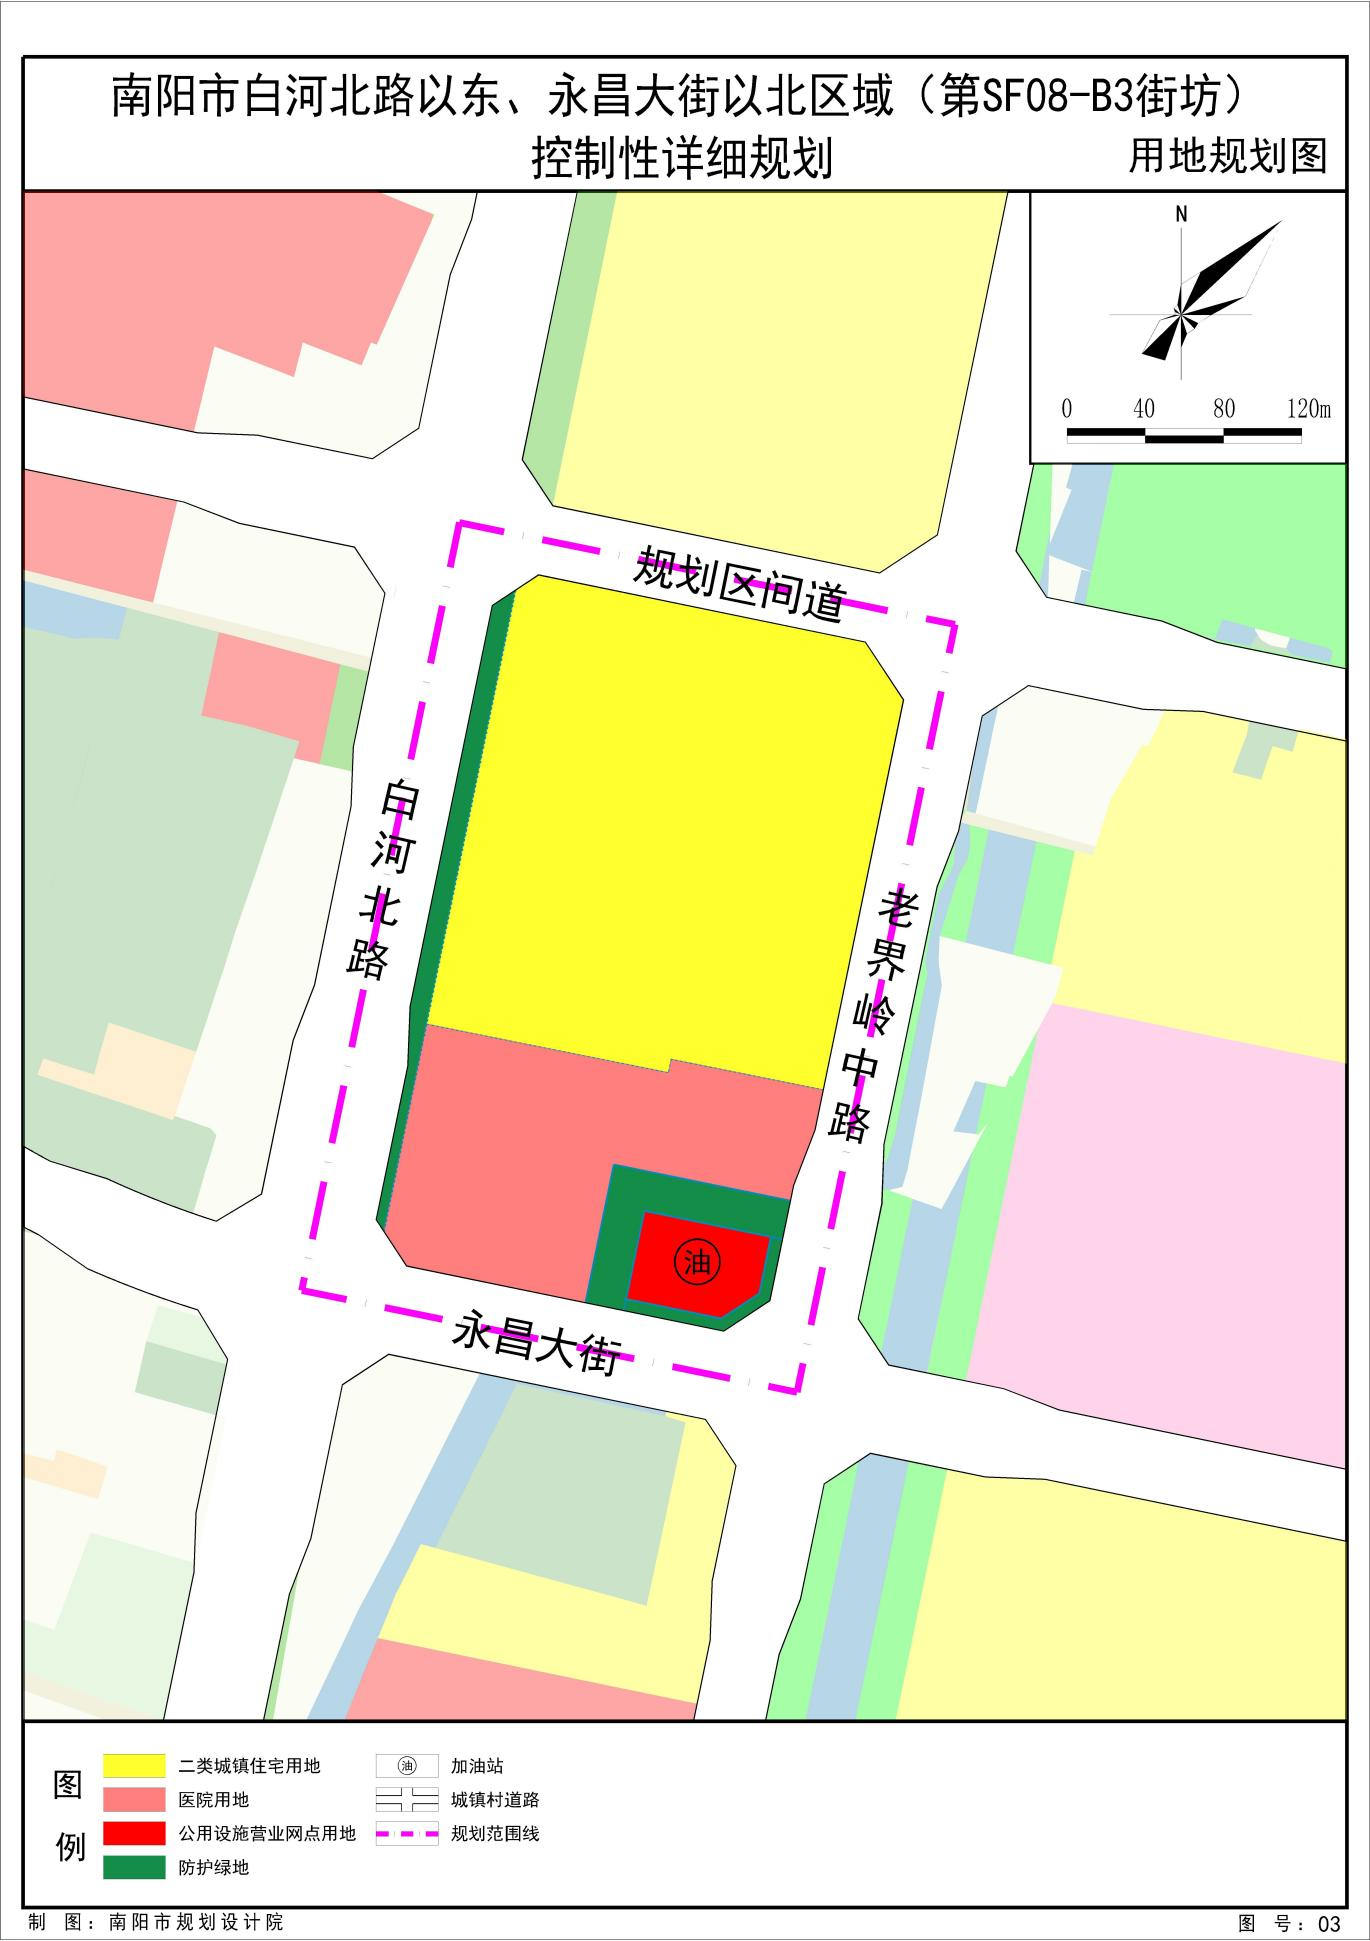 南阳市白河北路以东、永昌大街以北区域（第SF08-B3街坊）
控制性详细规划
用地规划图
N
0 40 80 120m
规划区间道
白河北路
老界岭中路
油
永昌大街
图例
二类城镇住宅用地
医院用地
公用设施营业网点用地
防护绿地
油 加油站
城镇村道路
规划范围线
制 图：南阳市规划设计院
图 号：03